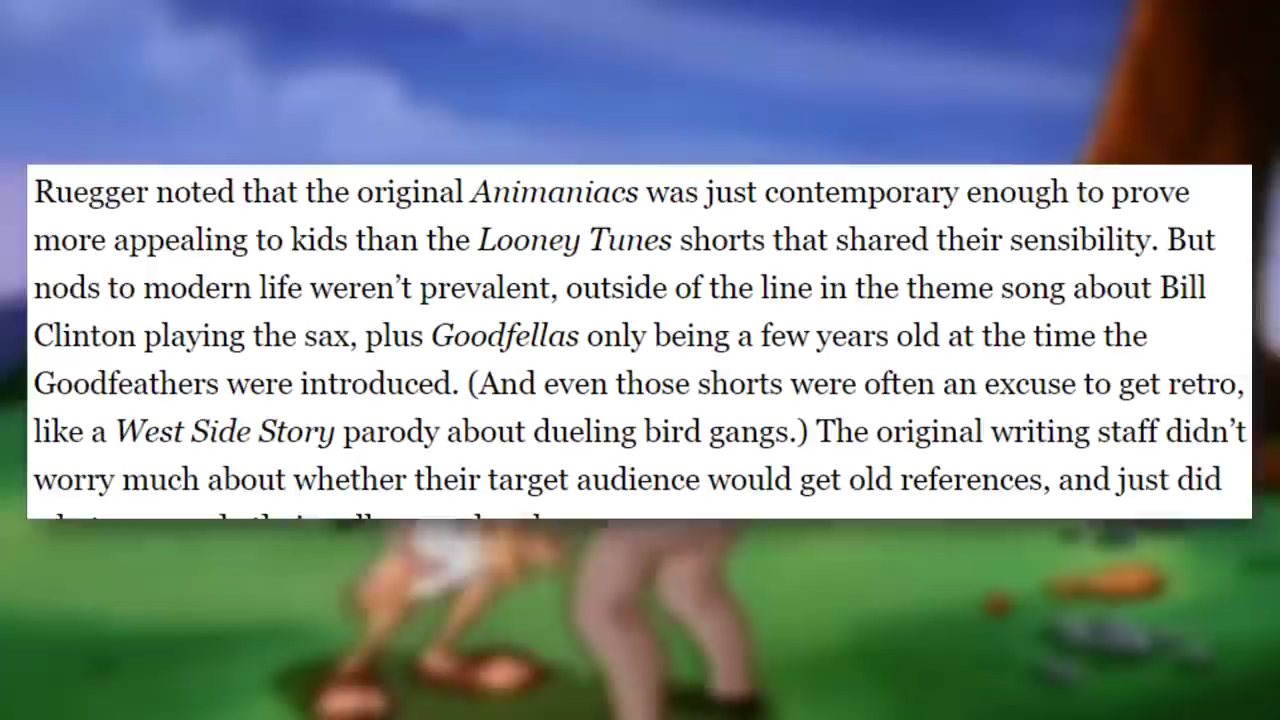 Ruegger noted that the original Animaniacs was just contemporary enough to prove
more appealing to kids than the Looney Tunes shorts that shared their sensibility. But
nods to modern life weren’t prevalent, outside of the line in the theme song about Bill
Clinton playing the sax, plus Goodfellas only being a few years old at the time the
Goodfeathers were introduced. (And even those shorts were often an excuse to get retro,
like a West Side Story parody about dueling bird gangs.) The original writing staff didn’t
worry much about whether their target audience would get old references, and just did